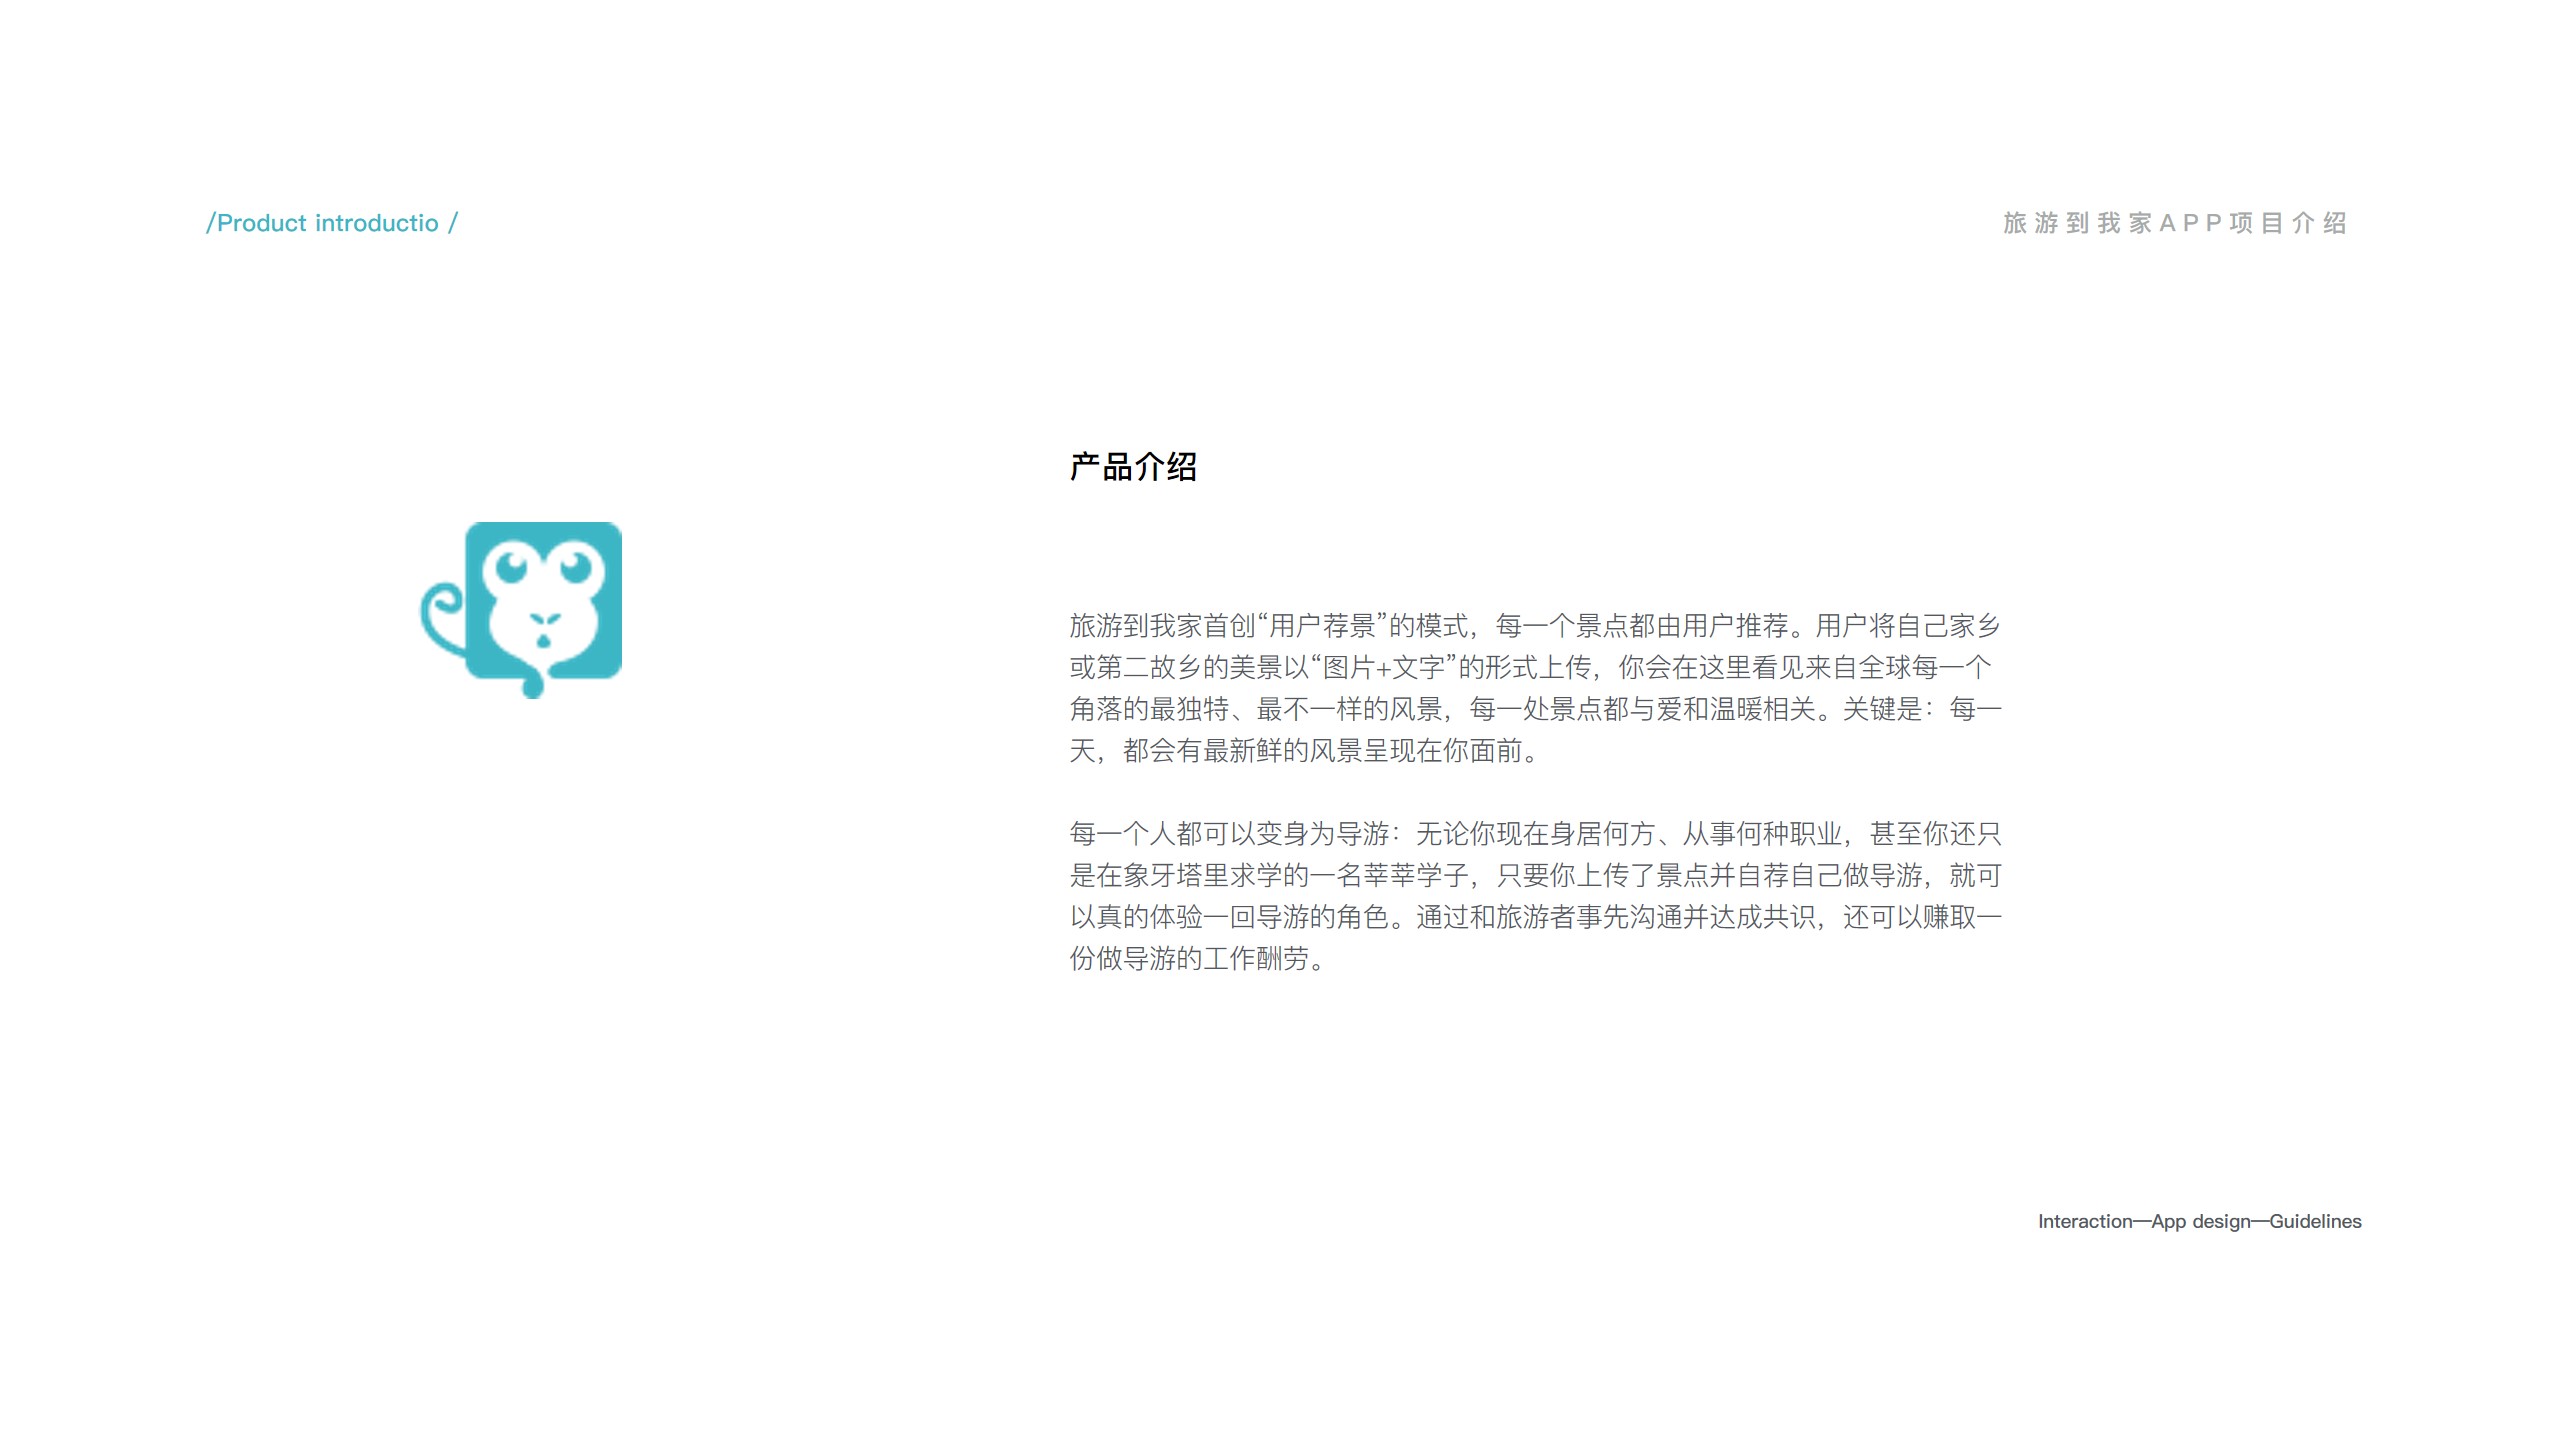 /Product introductio /
旅游到我家APP项目介绍
产品介绍
旅游到我家首创“用户荐景”的模式，每一个景点都由用户推荐。用户将自己家乡
或第二故乡的美景以“图片+文字”的形式上传，你会在这里看见来自全球每一个
角落的最独特、最不一样的风景，每一处景点都与爱和温暖相关。关键是：每一
天，都会有最新鲜的风景呈现在你面前。
每一个人都可以变身为导游：无论你现在身居何方、从事何种职业，甚至你还只
是在象牙塔里求学的一名莘莘学子，只要你上传了景点并自荐自己做导游，就可
以真的体验一回导游的角色。通过和旅游者事先沟通并达成共识，还可以赚取一
份做导游的工作酬劳。
Interaction—App design—Guidelines